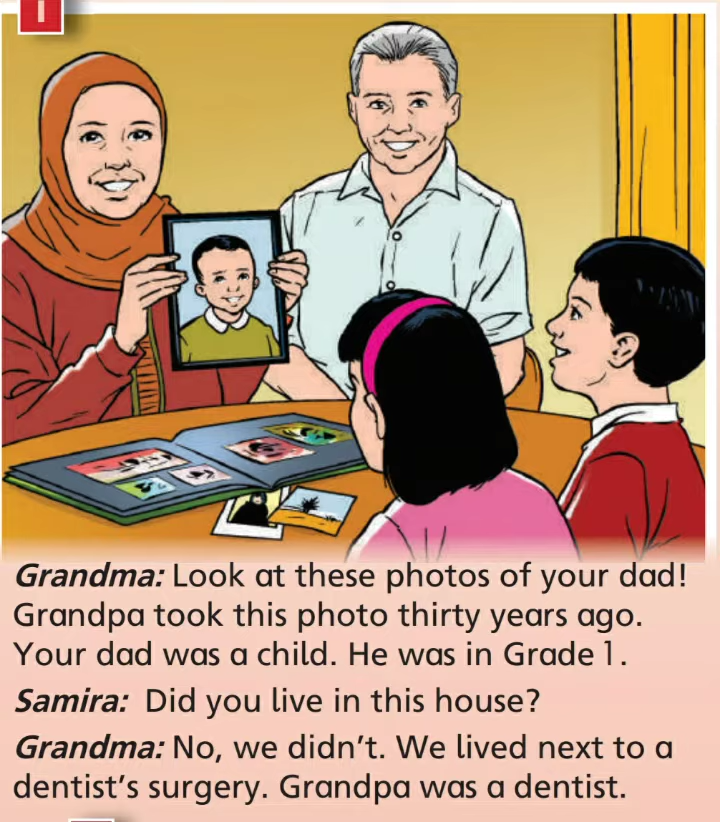 1
Grandma: Look at these photos of your dad!
Grandpa took this photo thirty years ago.
Your dad was a child. He was in Grade 1.
Samira: Did you live in this house?
Grandma: No, we didn't. We lived next to a
dentist's surgery. Grandpa was a dentist.